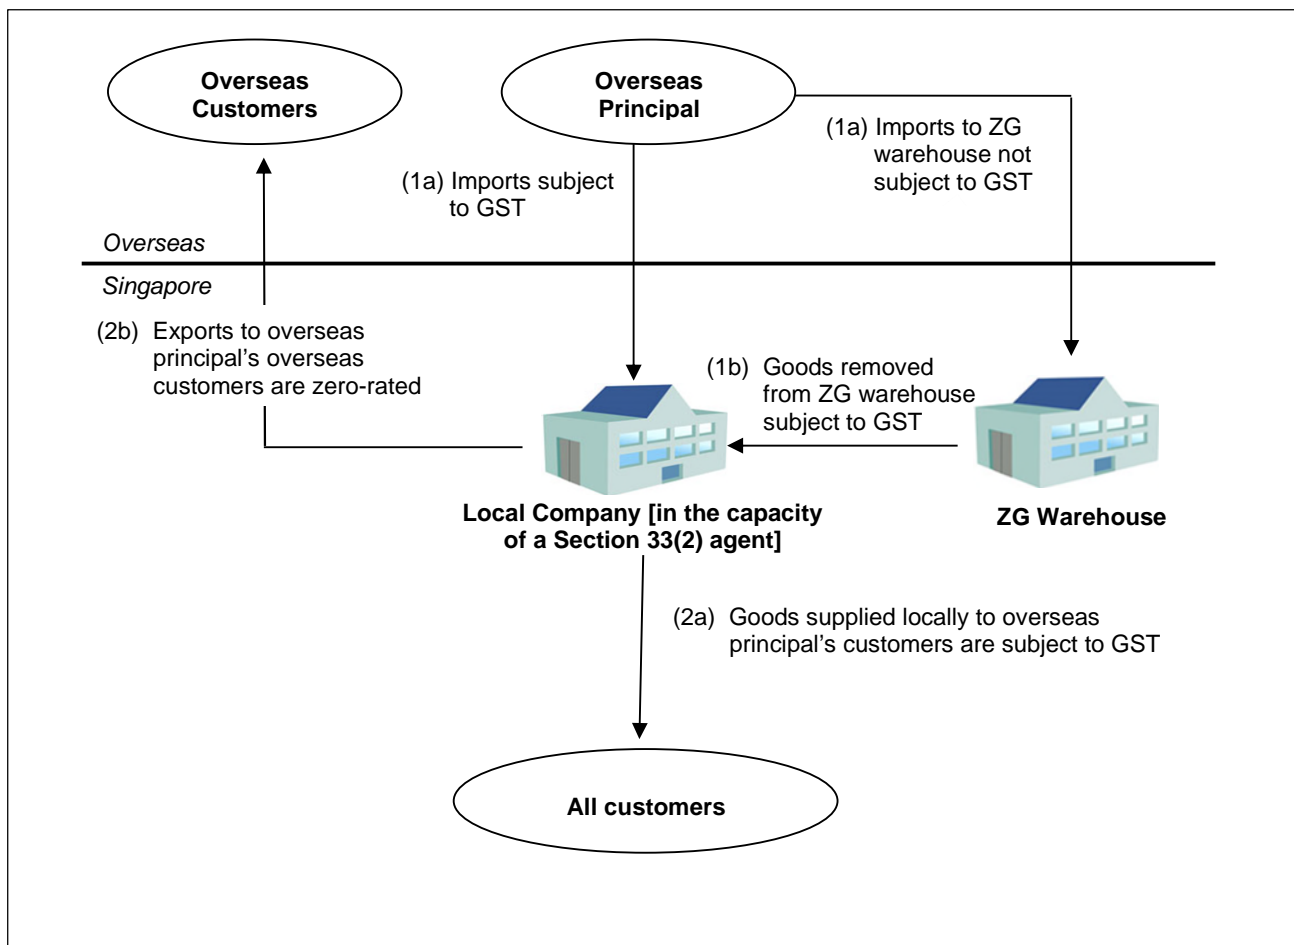 Overseas
Customers
Overseas
Principal
(1a) Imports to ZG
warehouse not
subject to GST
(1a) Imports subject
to GST
Overseas
Singapore
(2b) Exports to overseas
principal's overseas
customers are zero-rated
(1b) Goods removed
from ZG warehouse
subject to GST
Local Company [in the capacity
of a Section 33(2) agent]
ZG Warehouse
(2a) Goods supplied locally to overseas
principal's customers are subject to GST
All customers